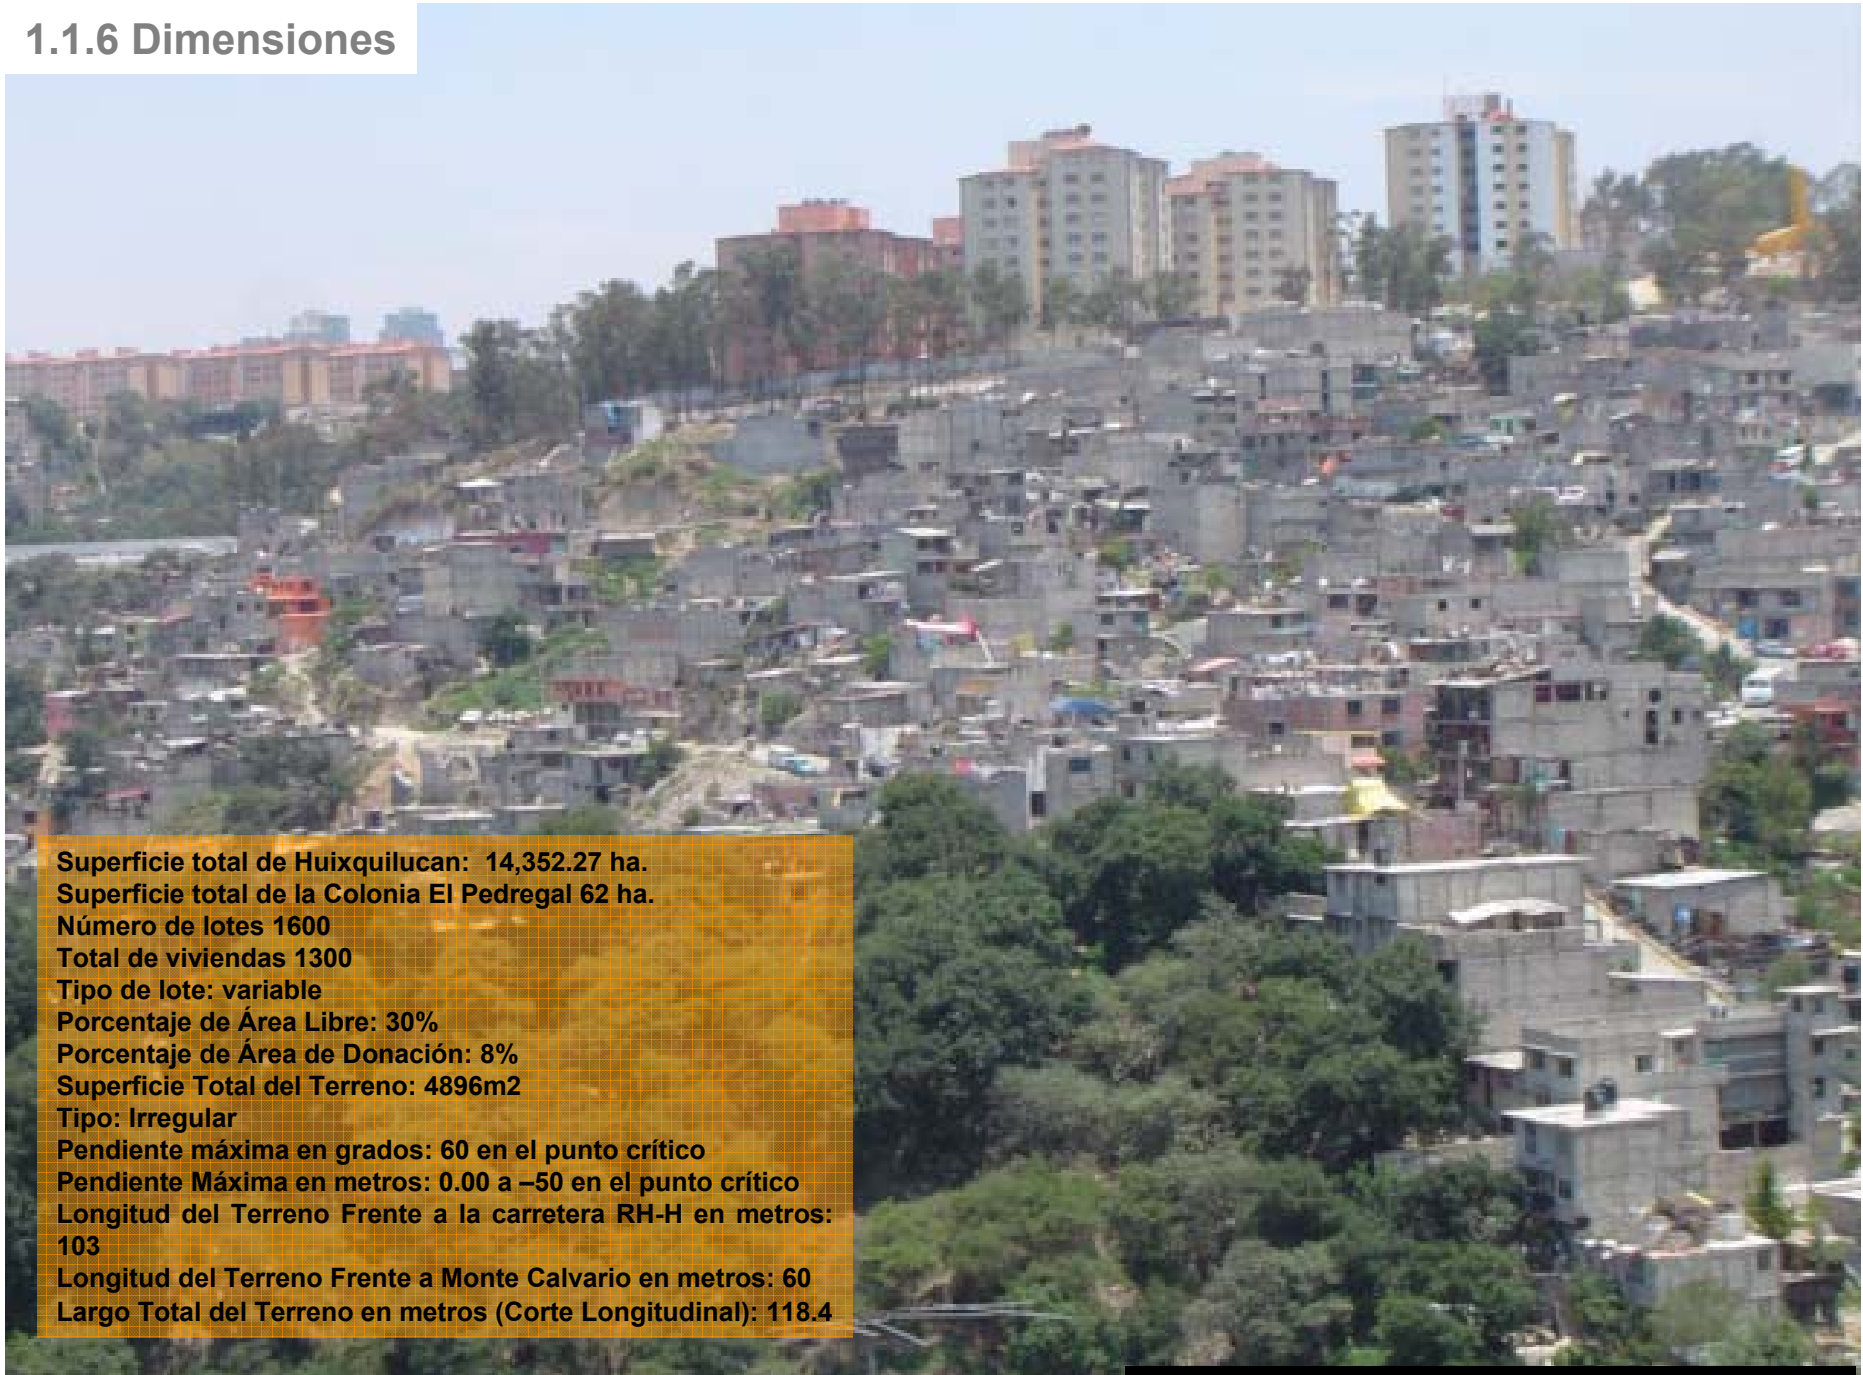 1.1.6 Dimensiones
Superficie total de Huixquilucan: 14,352.27 ha.
Superficie total de la Colonia El Pedregal 62 ha.
Número de lotes 1600
Total de viviendas 1300
Tipo de lote: variable
Porcentaje de Área Libre: 30%
Porcentaje de Área de Donación: 8%
Superficie Total del Terreno: 4896m2
Tipo: Irregular
Pendiente máxima en grados: 60 en el punto crítico
Pendiente Máxima en metros: 0.00 a –50 en el punto crítico
Longitud del Terreno Frente a la carretera RH-H en metros:
103
Longitud del Terreno Frente a Monte Calvario en metros: 60
Largo Total del Terreno en metros (Corte Longitudinal): 118.4